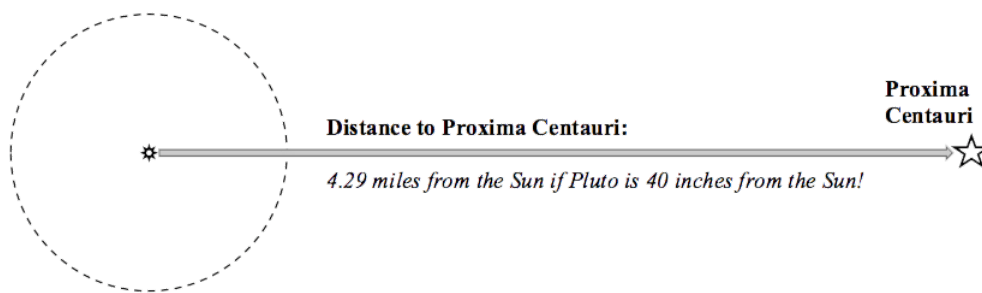 Proxima
Centauri
Distance to Proxima Centauri:
4.29 miles from the Sun if Pluto is 40 inches from the Sun!